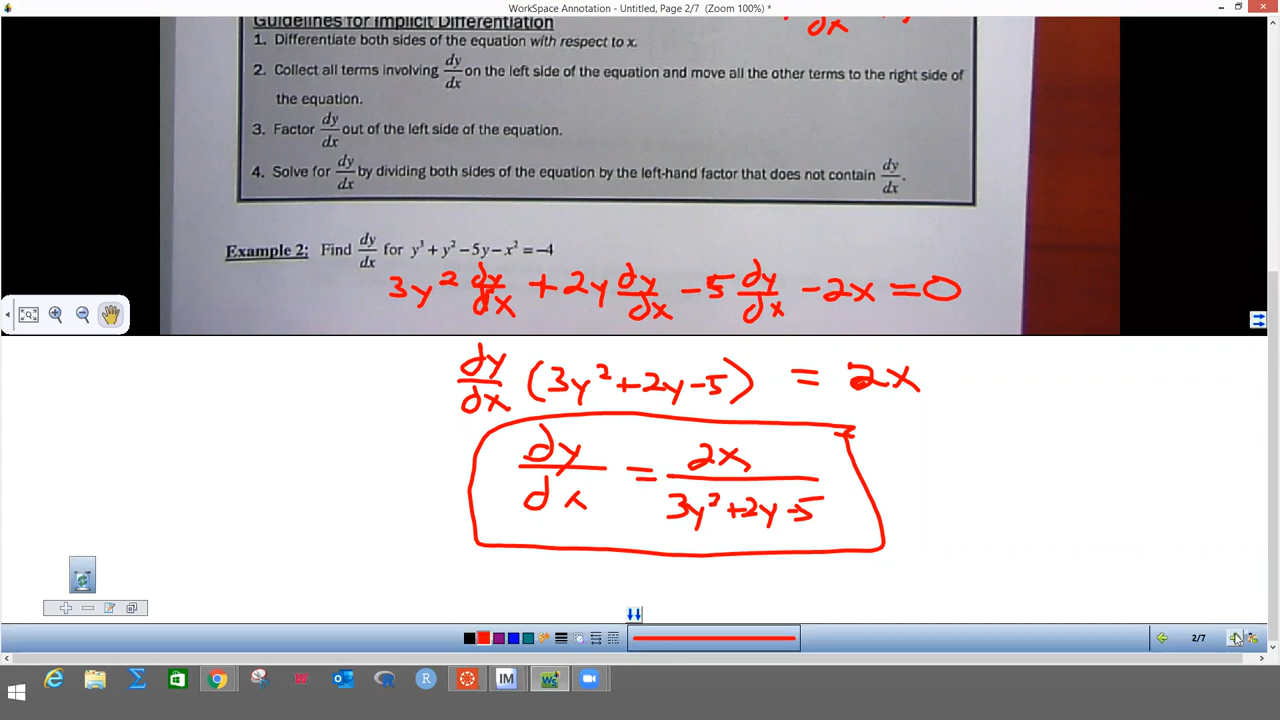 WorkSpace Annotation - Untitled, Page 2/7 (Zoom 100%) *
dx
Guidelines for Implicit Differentiation
1. Differentiate both sides of the equation with respect to x.
2. Collect all terms involving dy/dx on the left side of the equation and move all the other terms to the right side of
the equation.
3. Factor dy/dx out of the left side of the equation.
4. Solve for dy/dx by dividing both sides of the equation by the left-hand factor that does not contain dy/dx.
Example 2: Find dy/dx for y³ + y² – 5y – x² = –4
3y² dy/dx + 2y dy/dx – 5 dy/dx – 2x = 0
dy/dx (3y² + 2y – 5) = 2x
dy/dx = 2x / 3y² + 2y – 5
2/7
R
IM
Ws